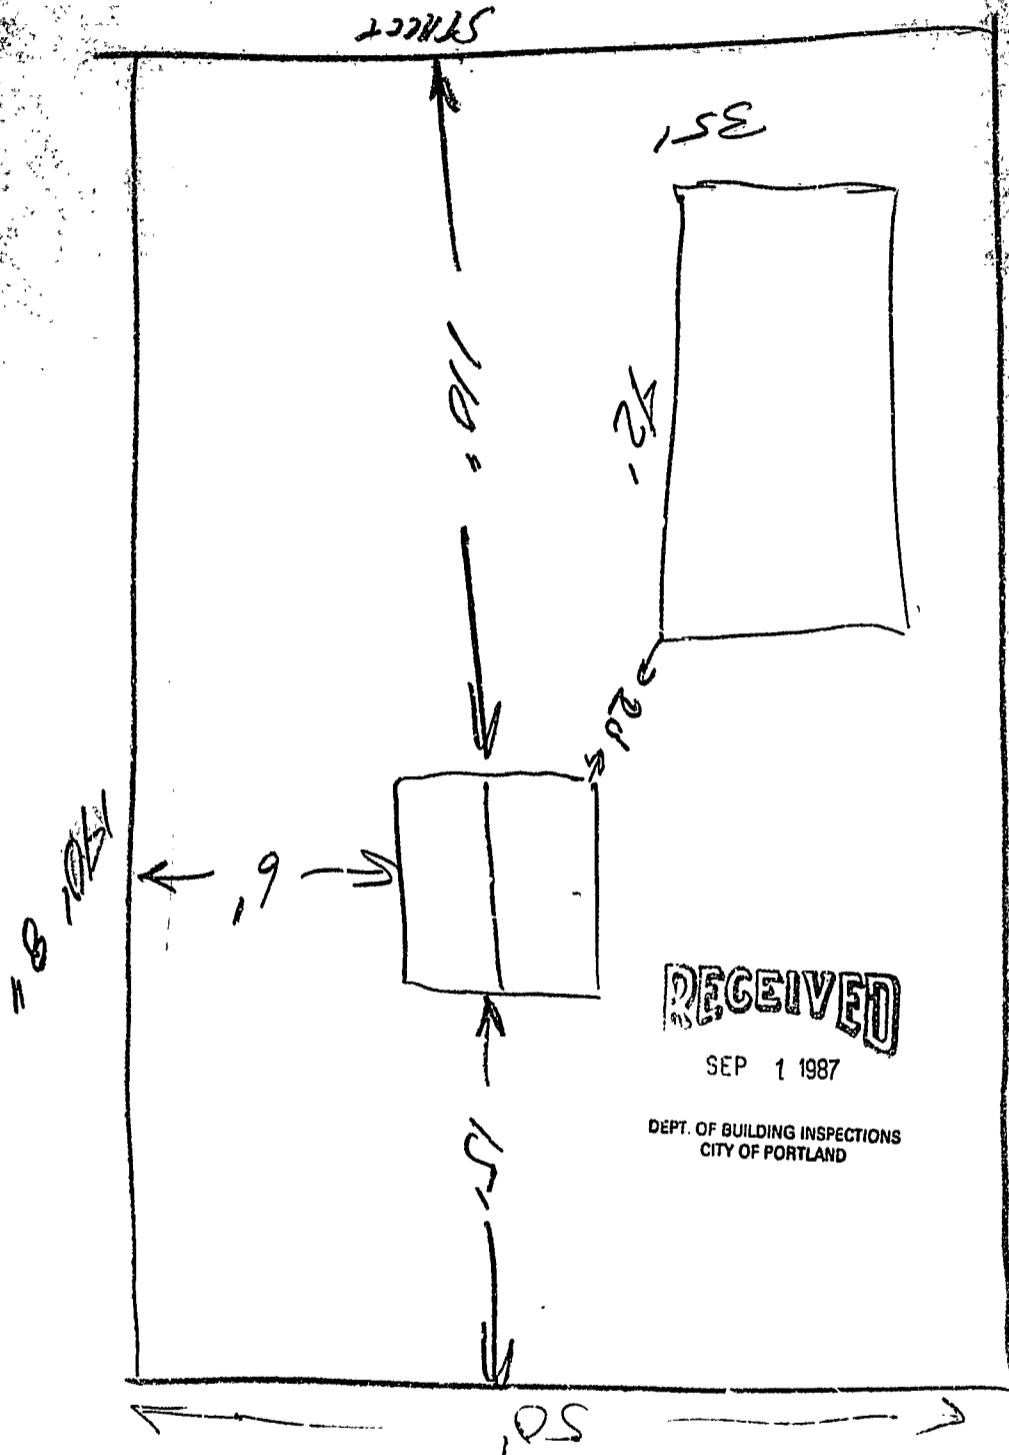 STREET
35'
110"
42'
20'
6'
8"
15'
50'
RECEIVED
SEP 1 1987
DEPT. OF BUILDING INSPECTIONS
CITY OF PORTLAND